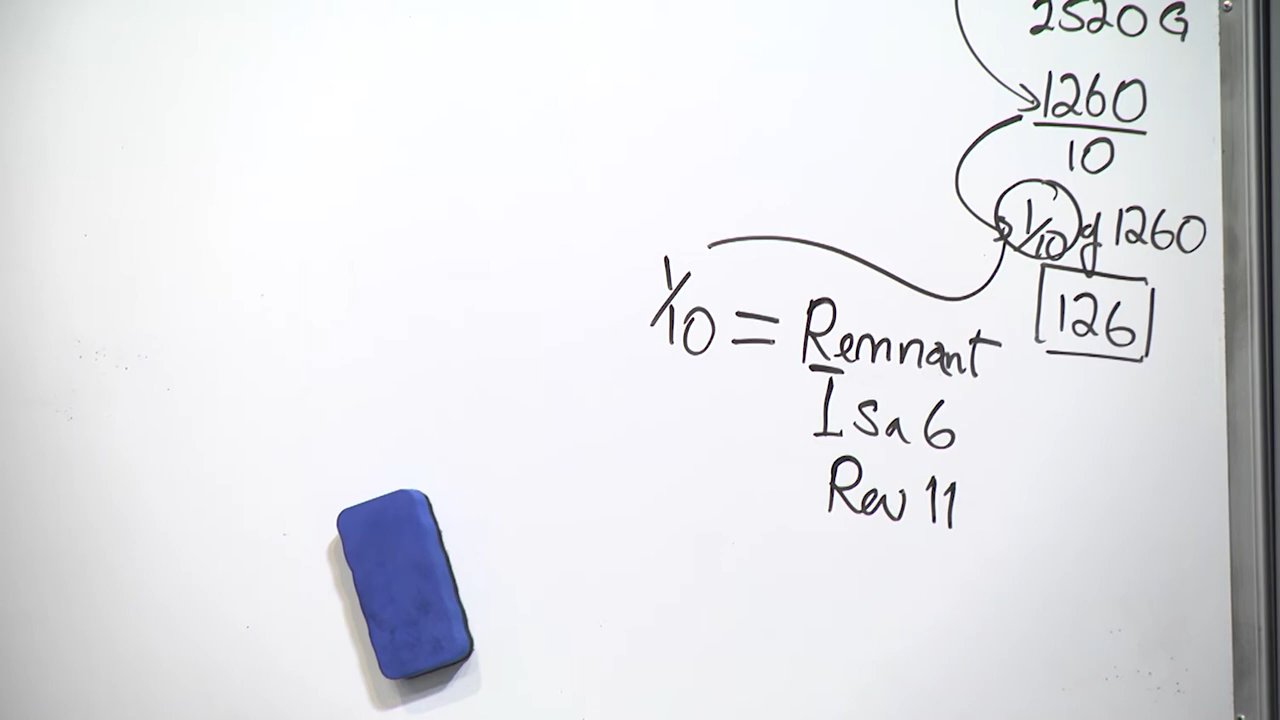 2520 G
1260
10
1/10 of 1260
126
1/10 = Remnant
Isa 6
Rev 11